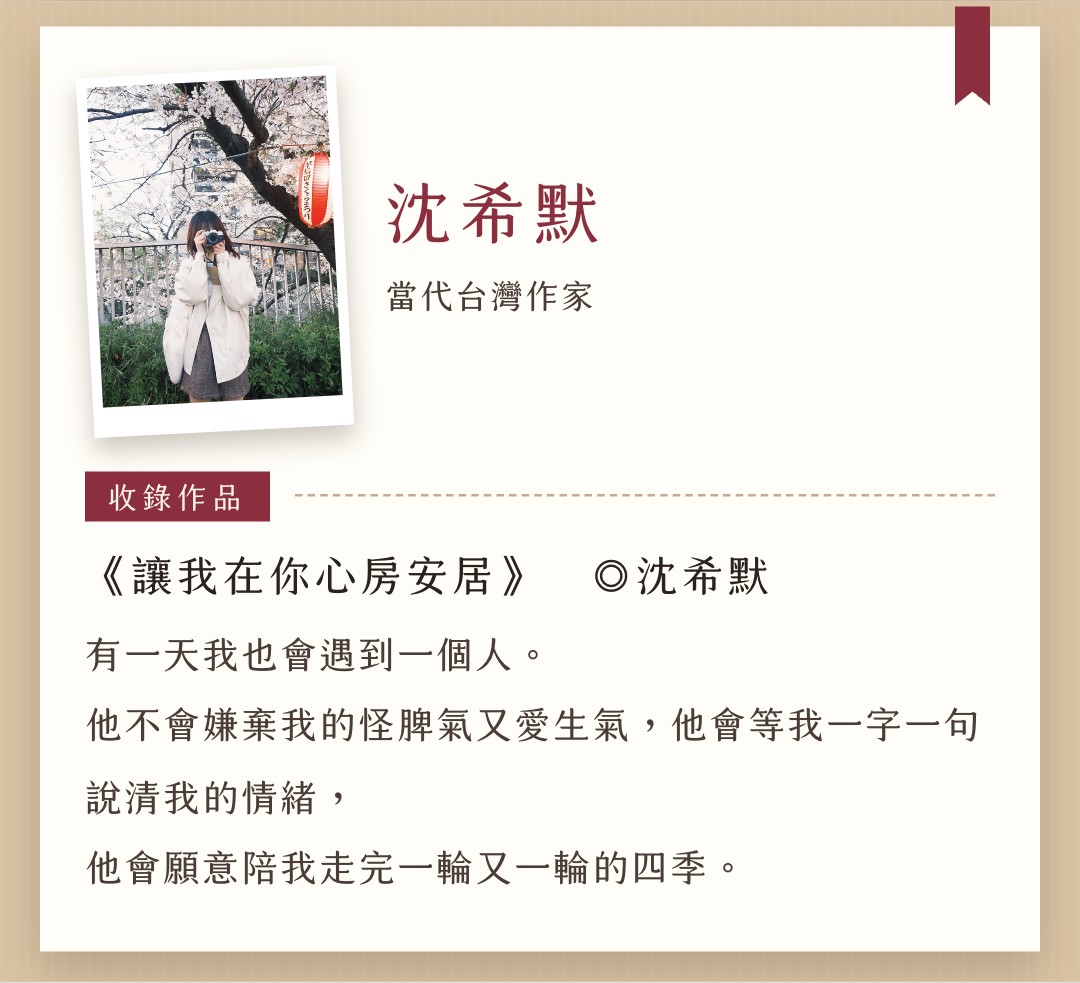 沈希默
當代台灣作家
收錄作品
《讓我在你心房安居》 ◎沈希默
有一天我也會遇到一個人。
他不會嫌棄我的怪脾氣又愛生氣，他會等我一字一句
說清我的情緒，
他會願意陪我走完一輪又一輪的四季。